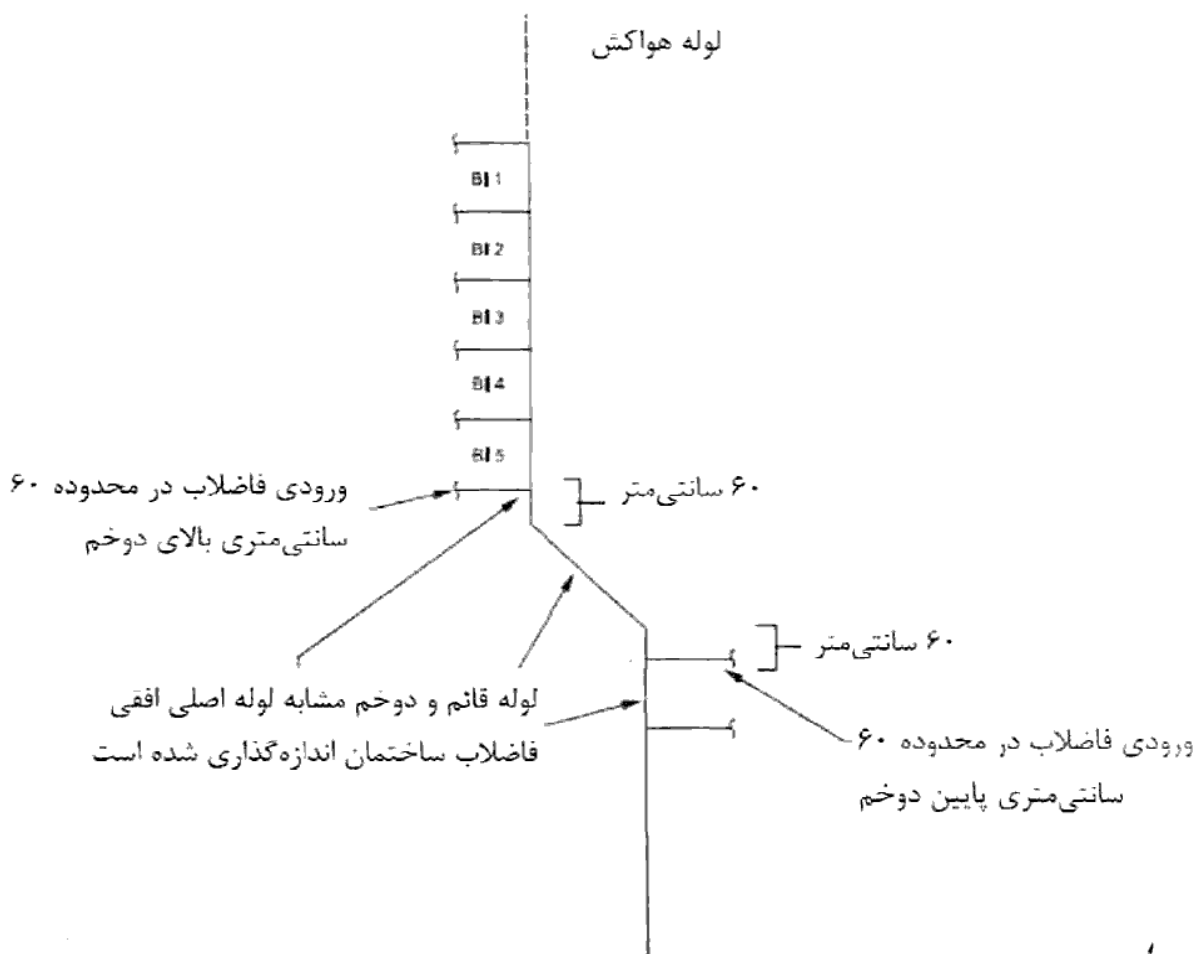 لوله هواکش
BI 1
BI 2
BI 3
BI 4
BI 5
۶۰ سانتی‌متر
ورودی فاضلاب در محدوده ۶۰
سانتی‌متری بالای دوخم
۶۰ سانتی‌متر
لوله قائم و دوخم مشابه لوله اصلی افقی
فاضلاب ساختمان اندازه‌گذاری شده است
ورودی فاضلاب در محدوده ۶۰
سانتی‌متری پایین دوخم